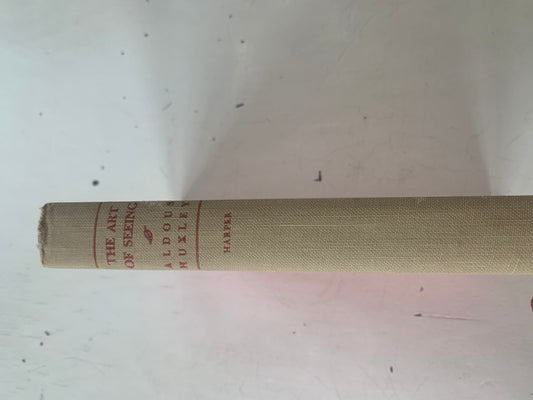 THE ART
OF SEEING
ALDOUS
HUXLEY
HARPER